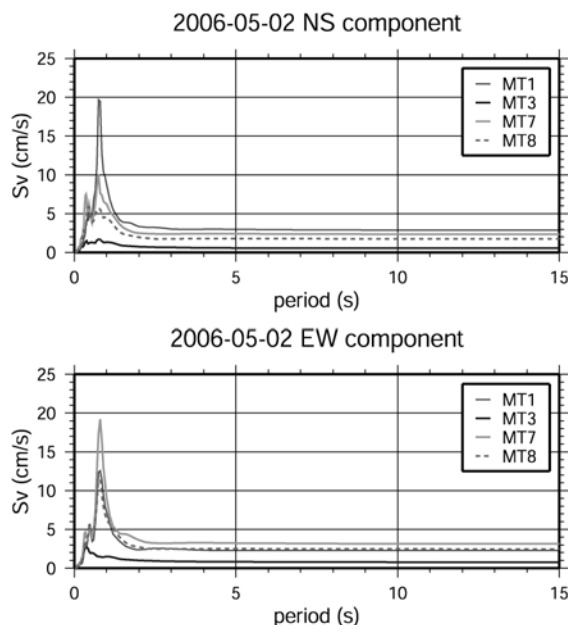 2006-05-02 NS component
25
20
15
10
5
0
Sv (cm/s)
MT1
MT3
MT7
MT8
0 5 10 15
period (s)
2006-05-02 EW component
25
20
15
10
5
0
Sv (cm/s)
MT1
MT3
MT7
MT8
0 5 10 15
period (s)